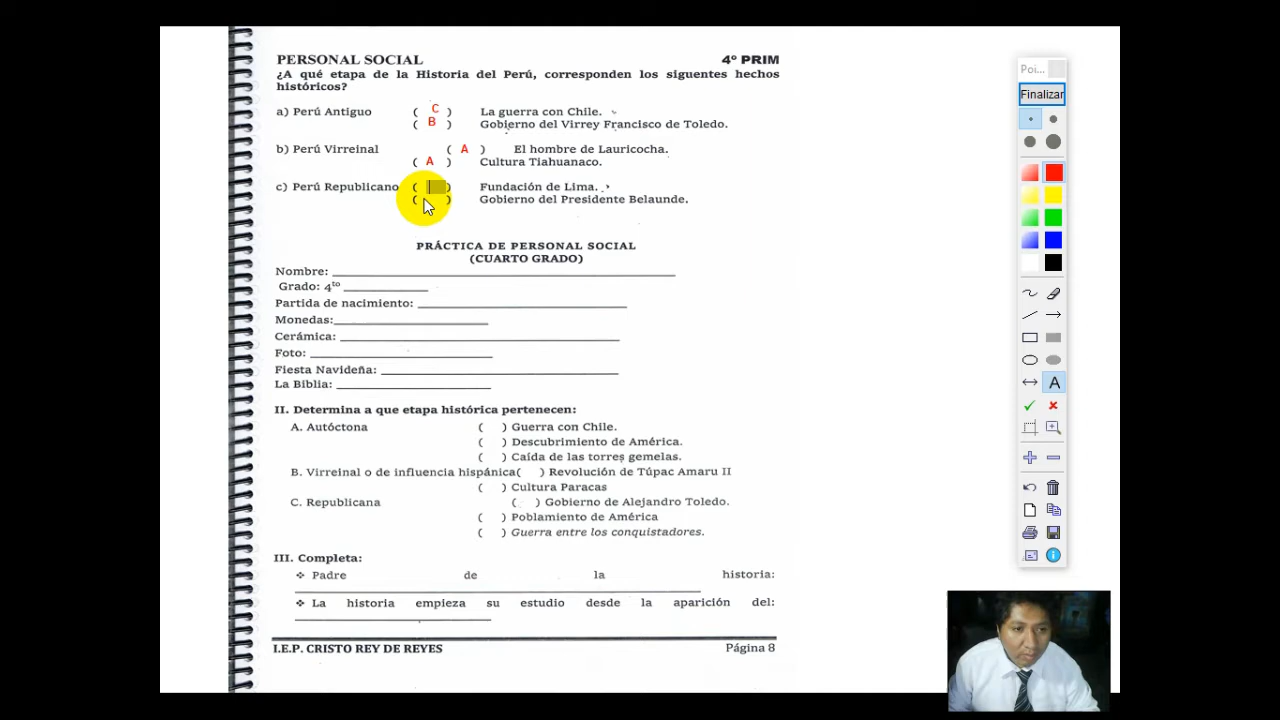 PERSONAL SOCIAL 4º PRIM
¿A qué etapa de la Historia del Perú, corresponden los siguentes hechos
históricos?
a) Perú Antiguo ( C ) La guerra con Chile.
( B ) Gobierno del Virrey Francisco de Toledo.
b) Perú Virreinal ( A ) El hombre de Lauricocha.
( A ) Cultura Tiahuanaco.
c) Perú Republicano ( ) Fundación de Lima.
( ) Gobierno del Presidente Belaunde.
PRÁCTICA DE PERSONAL SOCIAL
(CUARTO GRADO)
Nombre:
Grado: 4to
Partida de nacimiento:
Monedas:
Cerámica:
Foto:
Fiesta Navideña:
La Biblia:
II. Determina a que etapa histórica pertenecen:
A. Autóctona ( ) Guerra con Chile.
( ) Descubrimiento de América.
( ) Caída de las torres gemelas.
B. Virreinal o de influencia hispánica( ) Revolución de Túpac Amaru II
( ) Cultura Paracas
C. Republicana ( ) Gobierno de Alejandro Toledo.
( ) Poblamiento de América
( ) Guerra entre los conquistadores.
III. Completa:
❖ Padre de la historia:
❖ La historia empieza su estudio desde la aparición del:
I.E.P. CRISTO REY DE REYES Página 8
Poi...
Finalizar
A